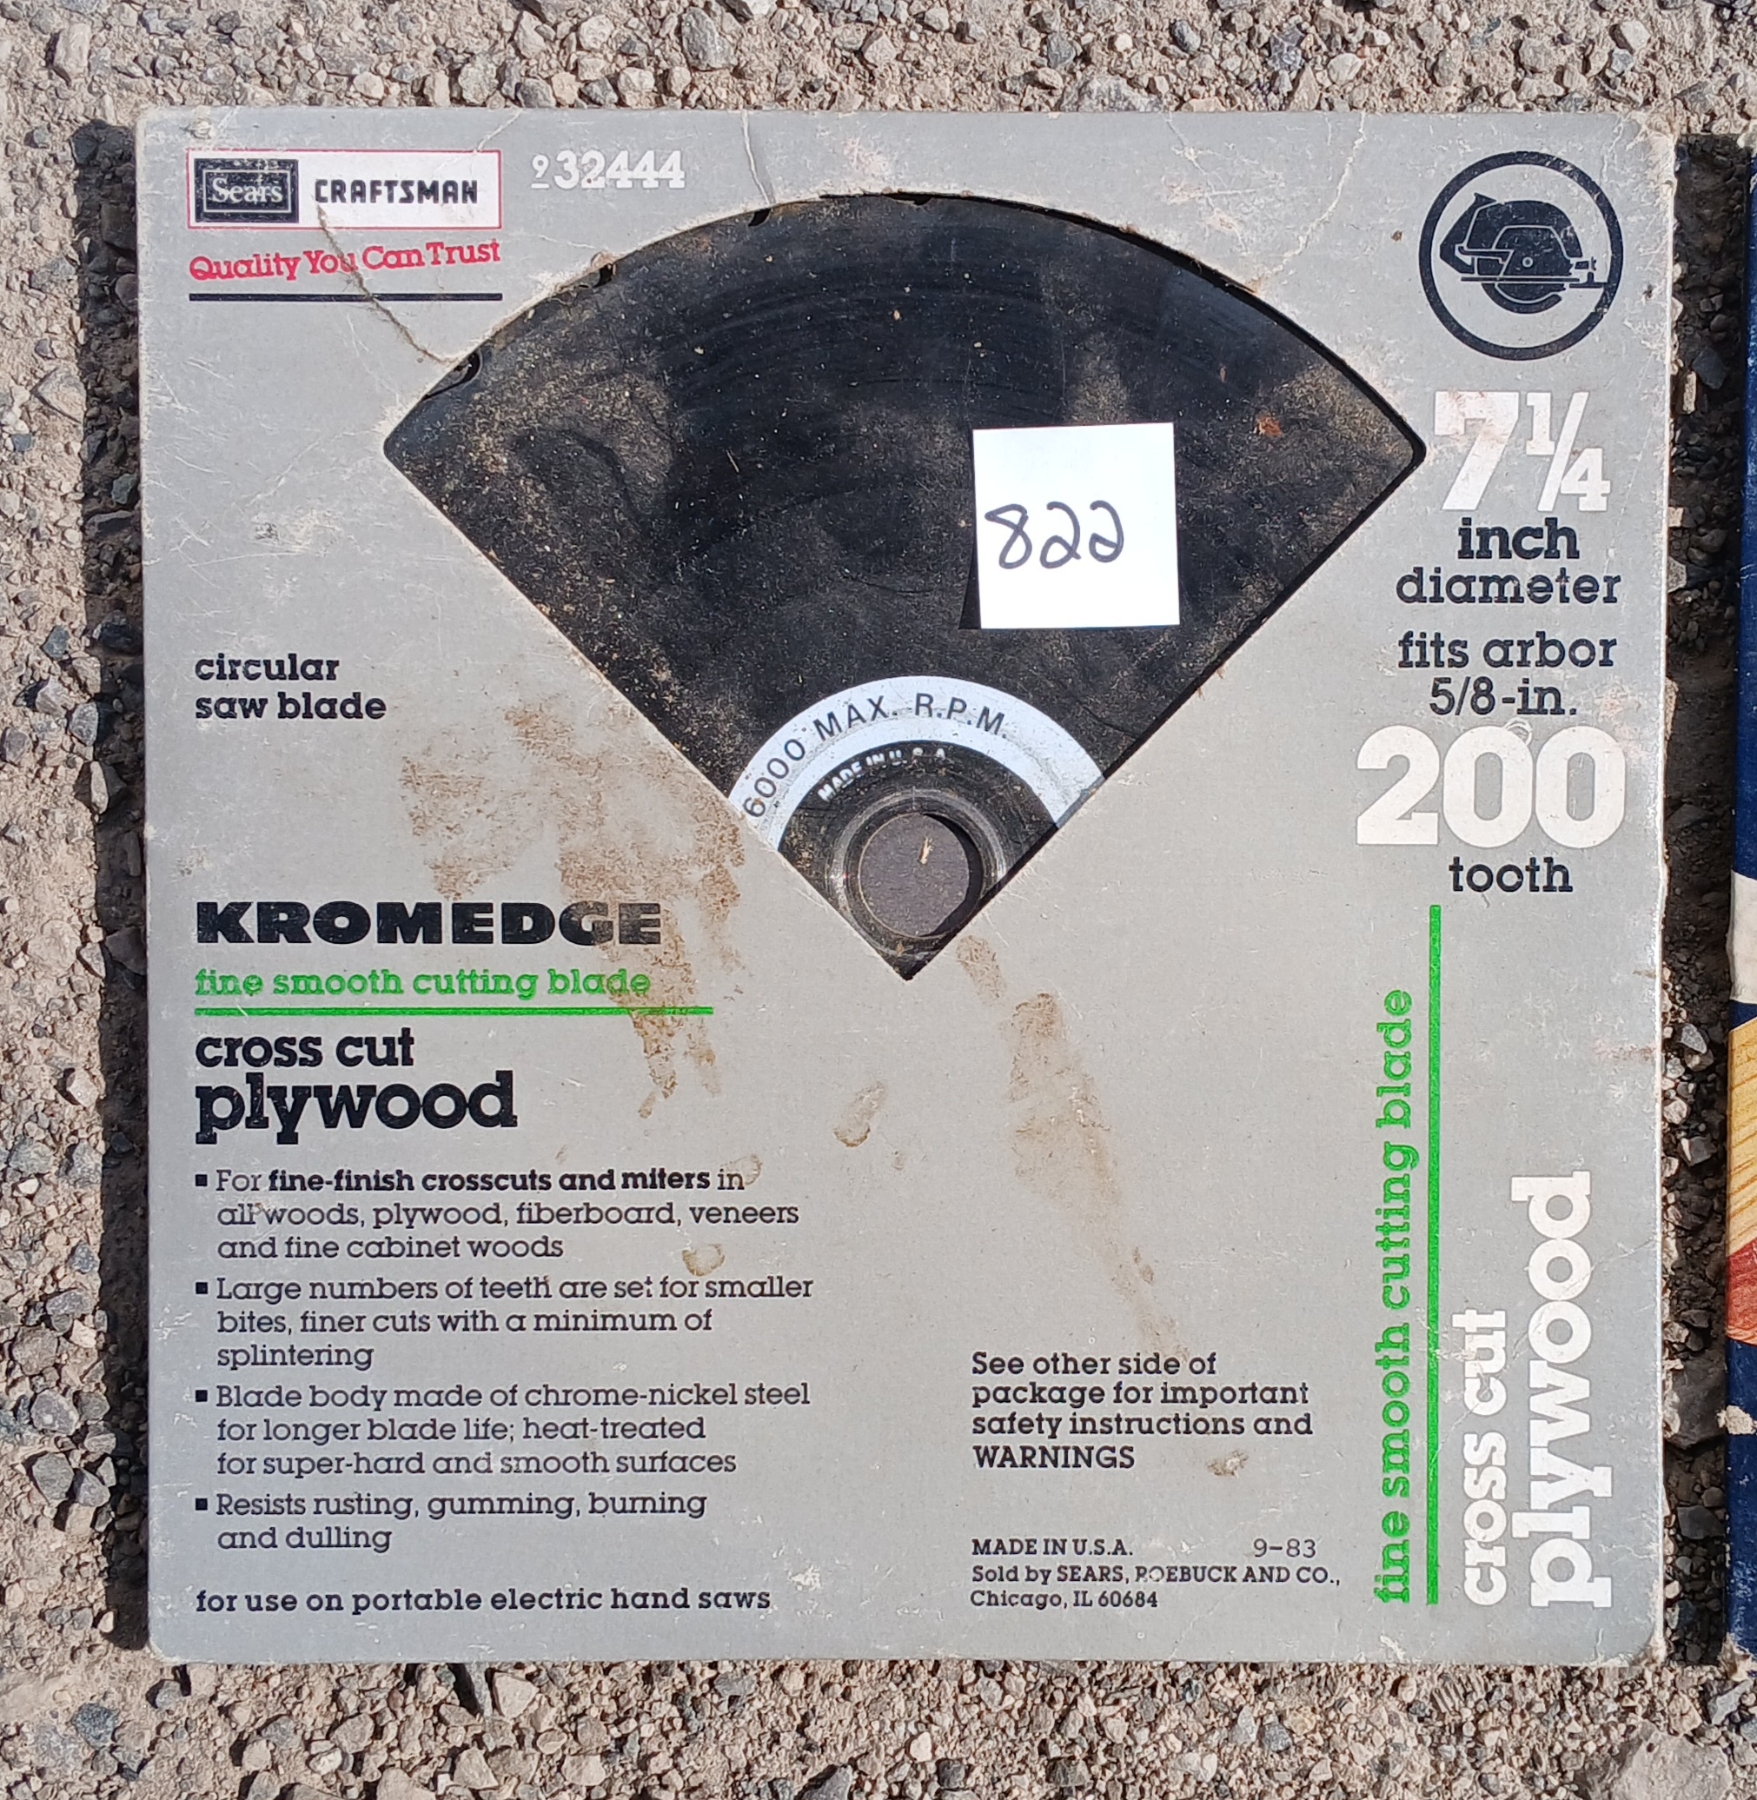 Sears CRAFTSMAN
932444
Quality You Can Trust
822
7 1/4
inch
diameter
fits arbor
5/8-in.
200
tooth
circular
saw blade
6000 MAX. R.P.M.
MADE IN U.S.A
KROMEDGE
fine smooth cutting blade
cross cut
plywood
▪ For fine-finish crosscuts and miters in
all woods, plywood, fiberboard, veneers
and fine cabinet woods
▪ Large numbers of teeth are set for smaller
bites, finer cuts with a minimum of
splintering
▪ Blade body made of chrome-nickel steel
for longer blade life; heat-treated
for super-hard and smooth surfaces
▪ Resists rusting, gumming, burning
and dulling
for use on portable electric hand saws
See other side of
package for important
safety instructions and
WARNINGS
MADE IN U.S.A. 9-83
Sold by SEARS, ROEBUCK AND CO.,
Chicago, IL 60684
fine smooth cutting blade
cross cut
plywood